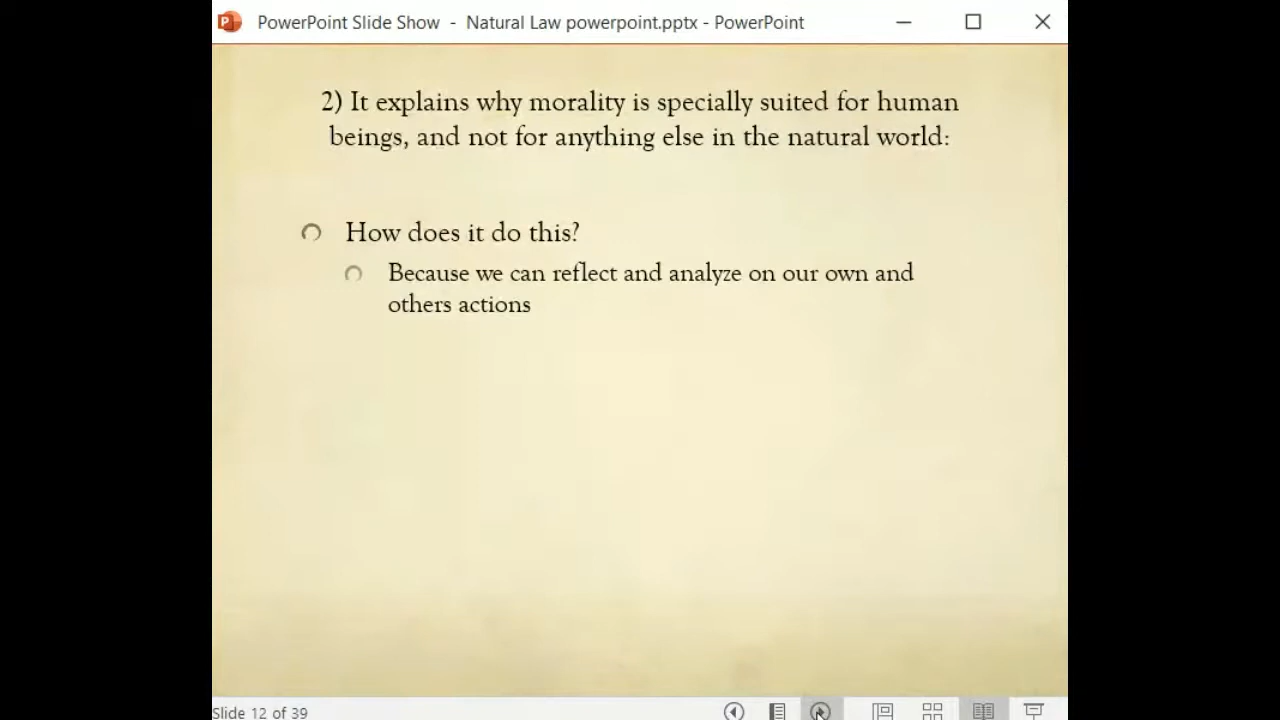 PowerPoint Slide Show - Natural Law powerpoint.pptx - PowerPoint
2) It explains why morality is specially suited for human
beings, and not for anything else in the natural world:
How does it do this?
Because we can reflect and analyze on our own and
others actions
Slide 12 of 39